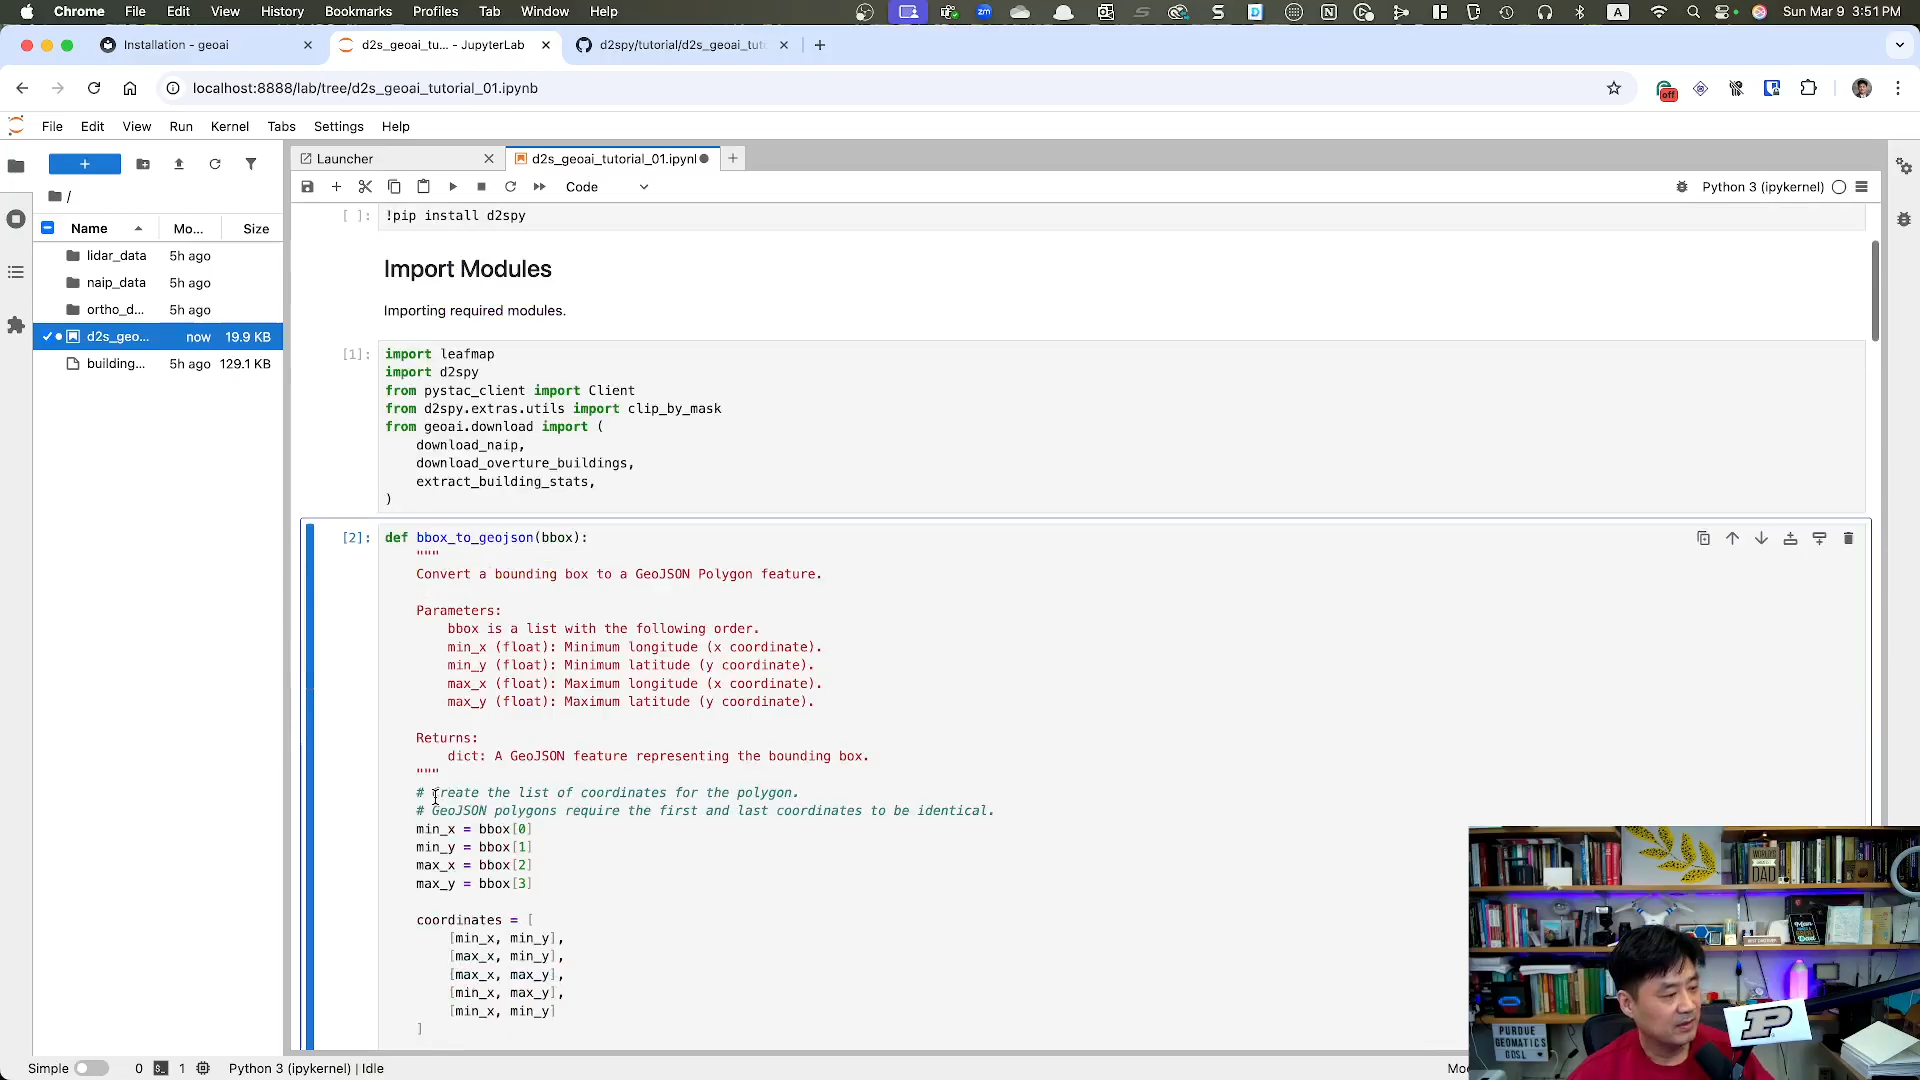 Chrome File Edit View History Bookmarks Profiles Tab Window Help
Sun Mar 9 3:51 PM
Installation - geoai
d2s_geoai_tu... - JupyterLab
d2spy/tutorial/d2s_geoai_tut
localhost:8888/lab/tree/d2s_geoai_tutorial_01.ipynb
off
File Edit View Run Kernel Tabs Settings Help
Launcher
d2s_geoai_tutorial_01.ipynl
Code
Python 3 (ipykernel)
/
Name Mo... Size
lidar_data 5h ago
naip_data 5h ago
ortho_d... 5h ago
d2s_geo... now 19.9 KB
building... 5h ago 129.1 KB
[ ]: !pip install d2spy
Import Modules
Importing required modules.
[1]: import leafmap
import d2spy
from pystac_client import Client
from d2spy.extras.utils import clip_by_mask
from geoai.download import (
download_naip,
download_overture_buildings,
extract_building_stats,
)
[2]: def bbox_to_geojson(bbox):
"""
Convert a bounding box to a GeoJSON Polygon feature.
Parameters:
bbox is a list with the following order.
min_x (float): Minimum longitude (x coordinate).
min_y (float): Minimum latitude (y coordinate).
max_x (float): Maximum longitude (x coordinate).
max_y (float): Maximum latitude (y coordinate).
Returns:
dict: A GeoJSON feature representing the bounding box.
"""
# Create the list of coordinates for the polygon.
# GeoJSON polygons require the first and last coordinates to be identical.
min_x = bbox[0]
min_y = bbox[1]
max_x = bbox[2]
max_y = bbox[3]
coordinates = [
[min_x, min_y],
[max_x, min_y],
[max_x, max_y],
[min_x, max_y],
[min_x, min_y]
]
WORLD'S
DAD
P
PURDUE
GEOMATICS
GDSL
Simple 0 1 Python 3 (ipykernel) | Idle
Mo